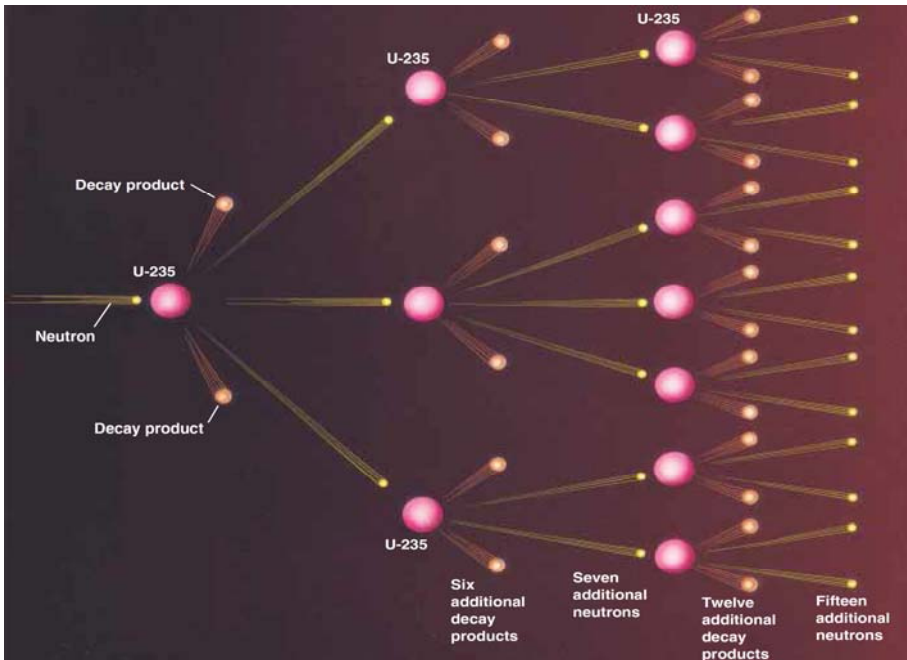 U-235
U-235
Decay product
U-235
Neutron
Decay product
U-235
Six
additional
decay
products
Seven
additional
neutrons
Twelve
additional
decay
products
Fifteen
additional
neutrons